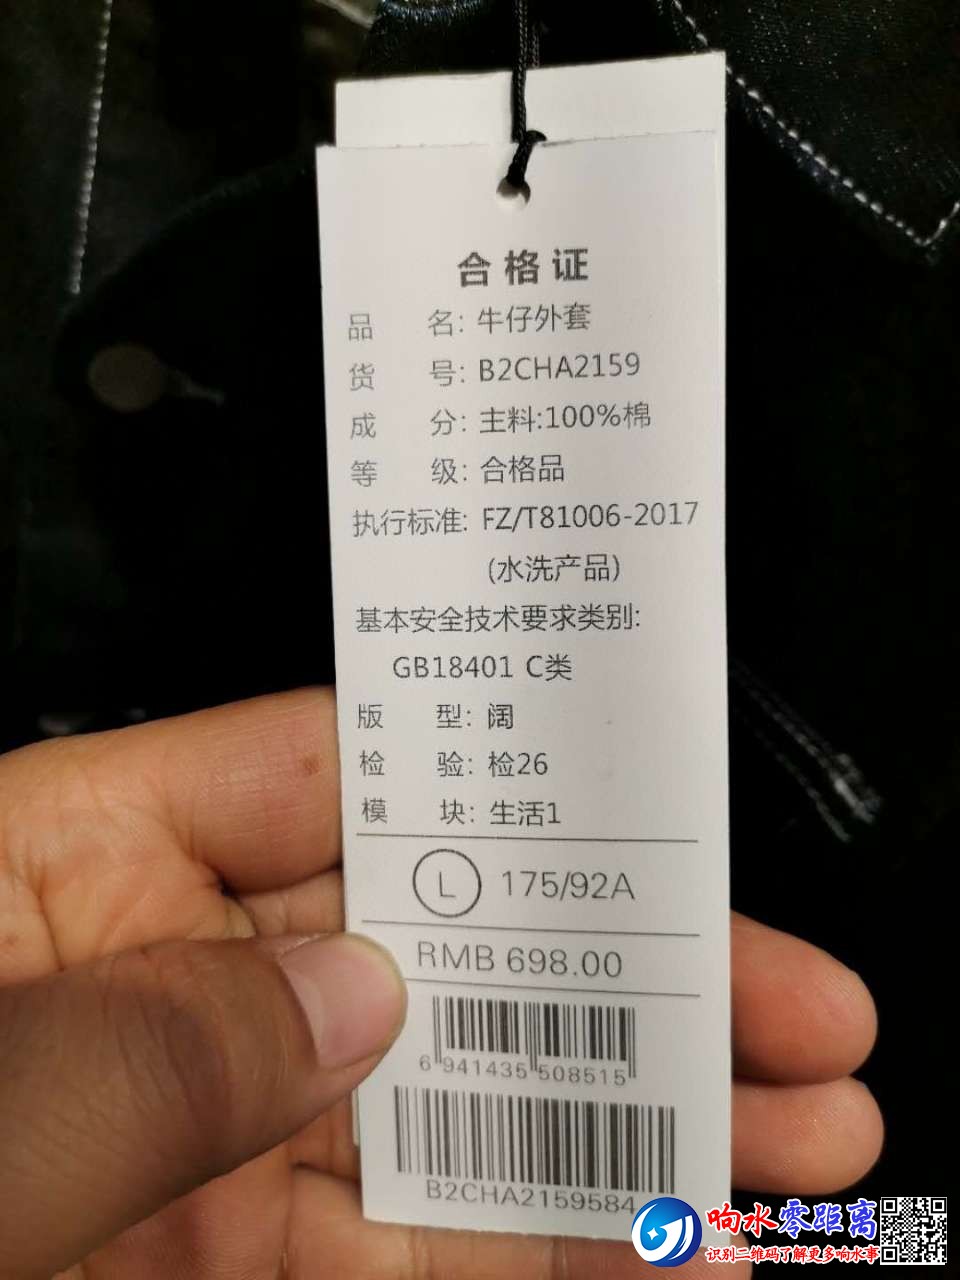 合格证
品 名: 牛仔外套
货 号: B2CHA2159
成 分: 主料:100%棉
等 级: 合格品
执行标准: FZ/T81006-2017
(水洗产品)
基本安全技术要求类别:
GB18401 C类
版 型: 阔
检 验: 检26
模 块: 生活1
L 175/92A
RMB 698.00
6 941435 508515
B2CHA2159584
响水零距离
识别二维码了解更多响水事